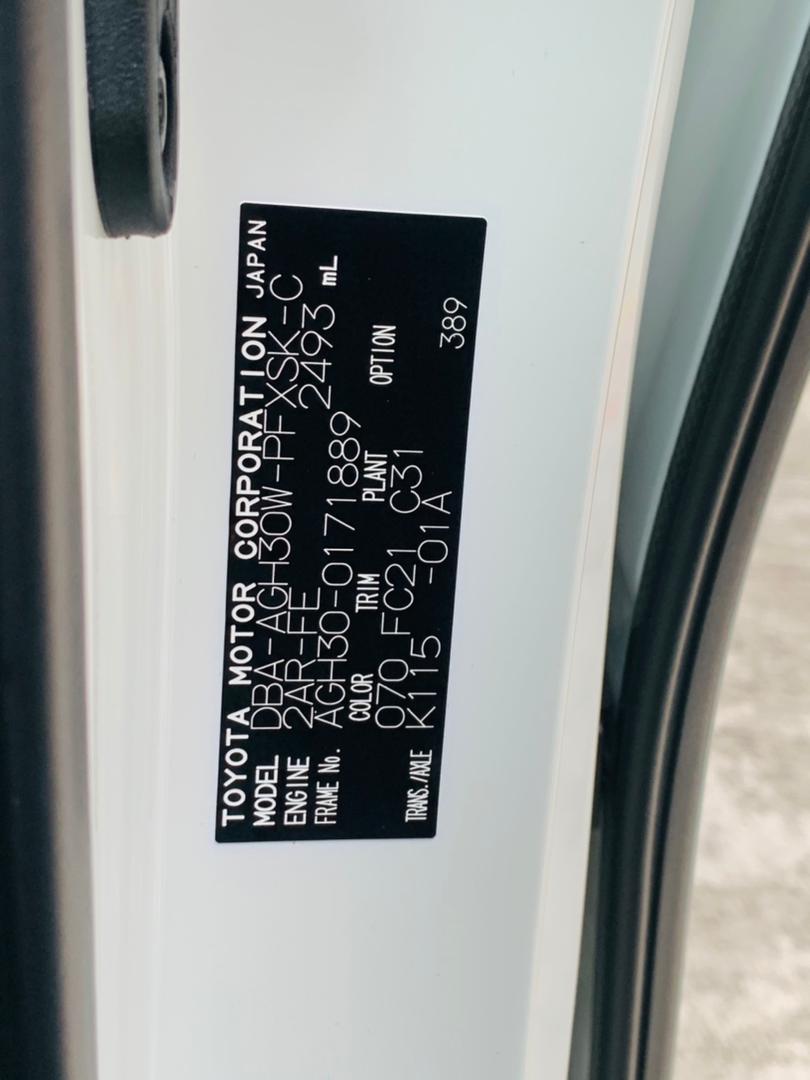 TOYOTA MOTOR CORPORATION JAPAN
MODEL DBA-AGH30W-PFXSK-C
ENGINE 2AR-FE 2493 mL
FRAME No. AGH30-0171889
COLOR TRIM PLANT OPTION
070 FC21 C31
TRANS./AXLE K115 -01A 389